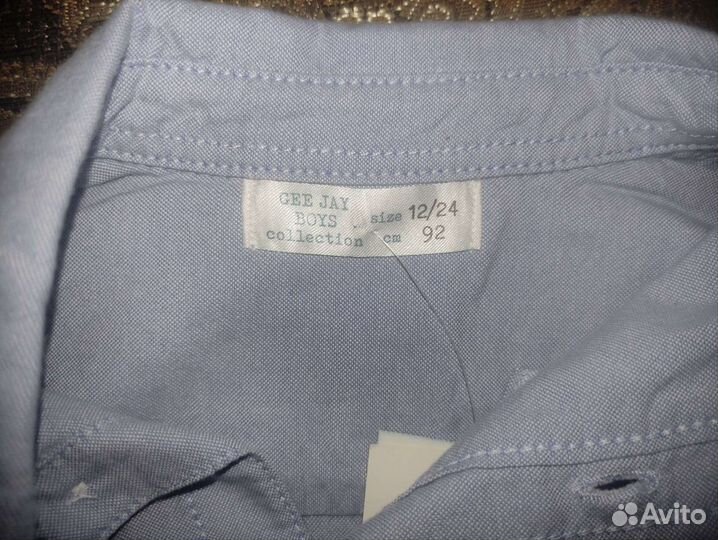 GEE JAY
BOYS
collection
size 12/24
cm 92
Avito